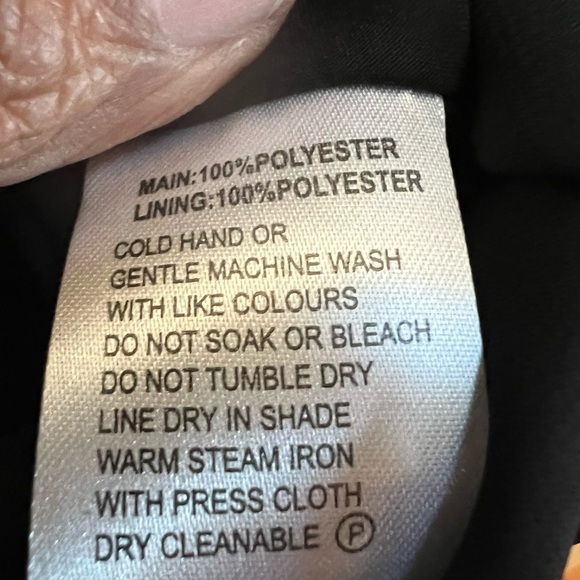 MAIN:100%POLYESTER
LINING:100%POLYESTER
COLD HAND OR
GENTLE MACHINE WASH
WITH LIKE COLOURS
DO NOT SOAK OR BLEACH
DO NOT TUMBLE DRY
LINE DRY IN SHADE
WARM STEAM IRON
WITH PRESS CLOTH
DRY CLEANABLE Ⓟ